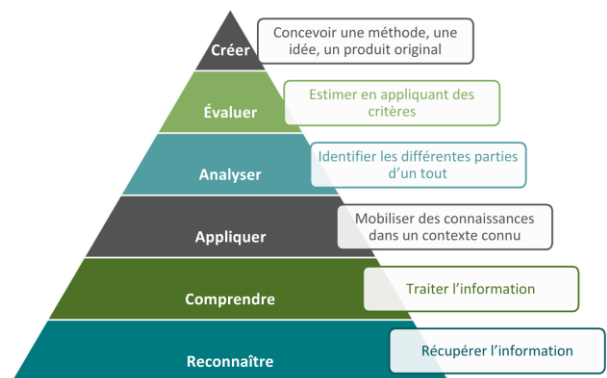 Créer
Concevoir une méthode, une
idée, un produit original
Évaluer
Estimer en appliquant des
critères
Analyser
Identifier les différentes parties
d'un tout
Appliquer
Mobiliser des connaissances
dans un contexte connu
Comprendre
Traiter l'information
Reconnaître
Récupérer l'information